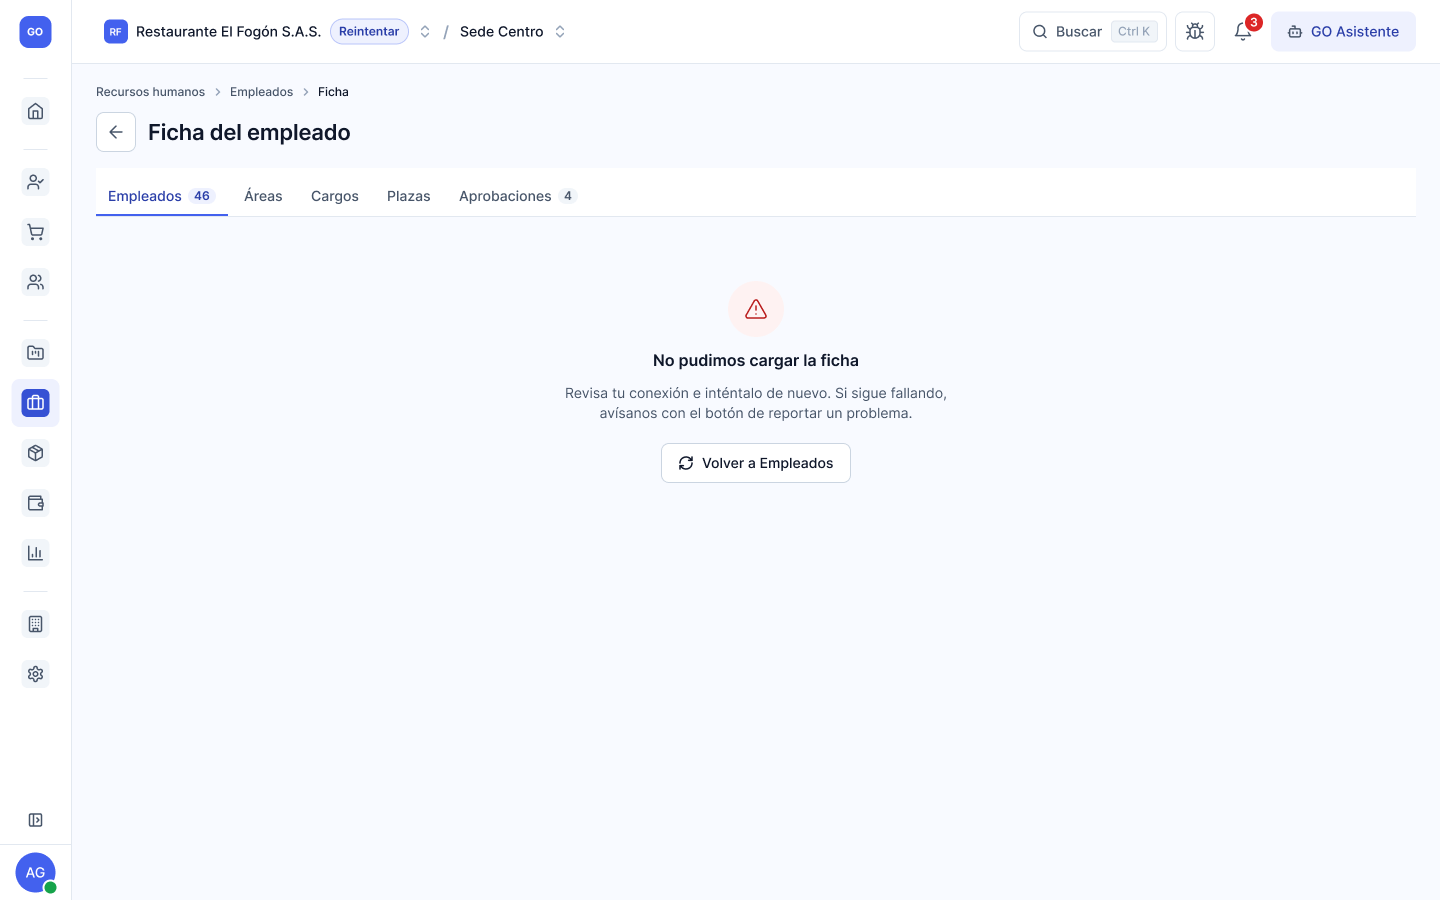 GO
RF Restaurante El Fogón S.A.S. Reintentar / Sede Centro
Buscar Ctrl K
3
GO Asistente
Recursos humanos > Empleados > Ficha
Ficha del empleado
Empleados 46 Áreas Cargos Plazas Aprobaciones 4
No pudimos cargar la ficha
Revisa tu conexión e inténtalo de nuevo. Si sigue fallando,
avísanos con el botón de reportar un problema.
Volver a Empleados
AG